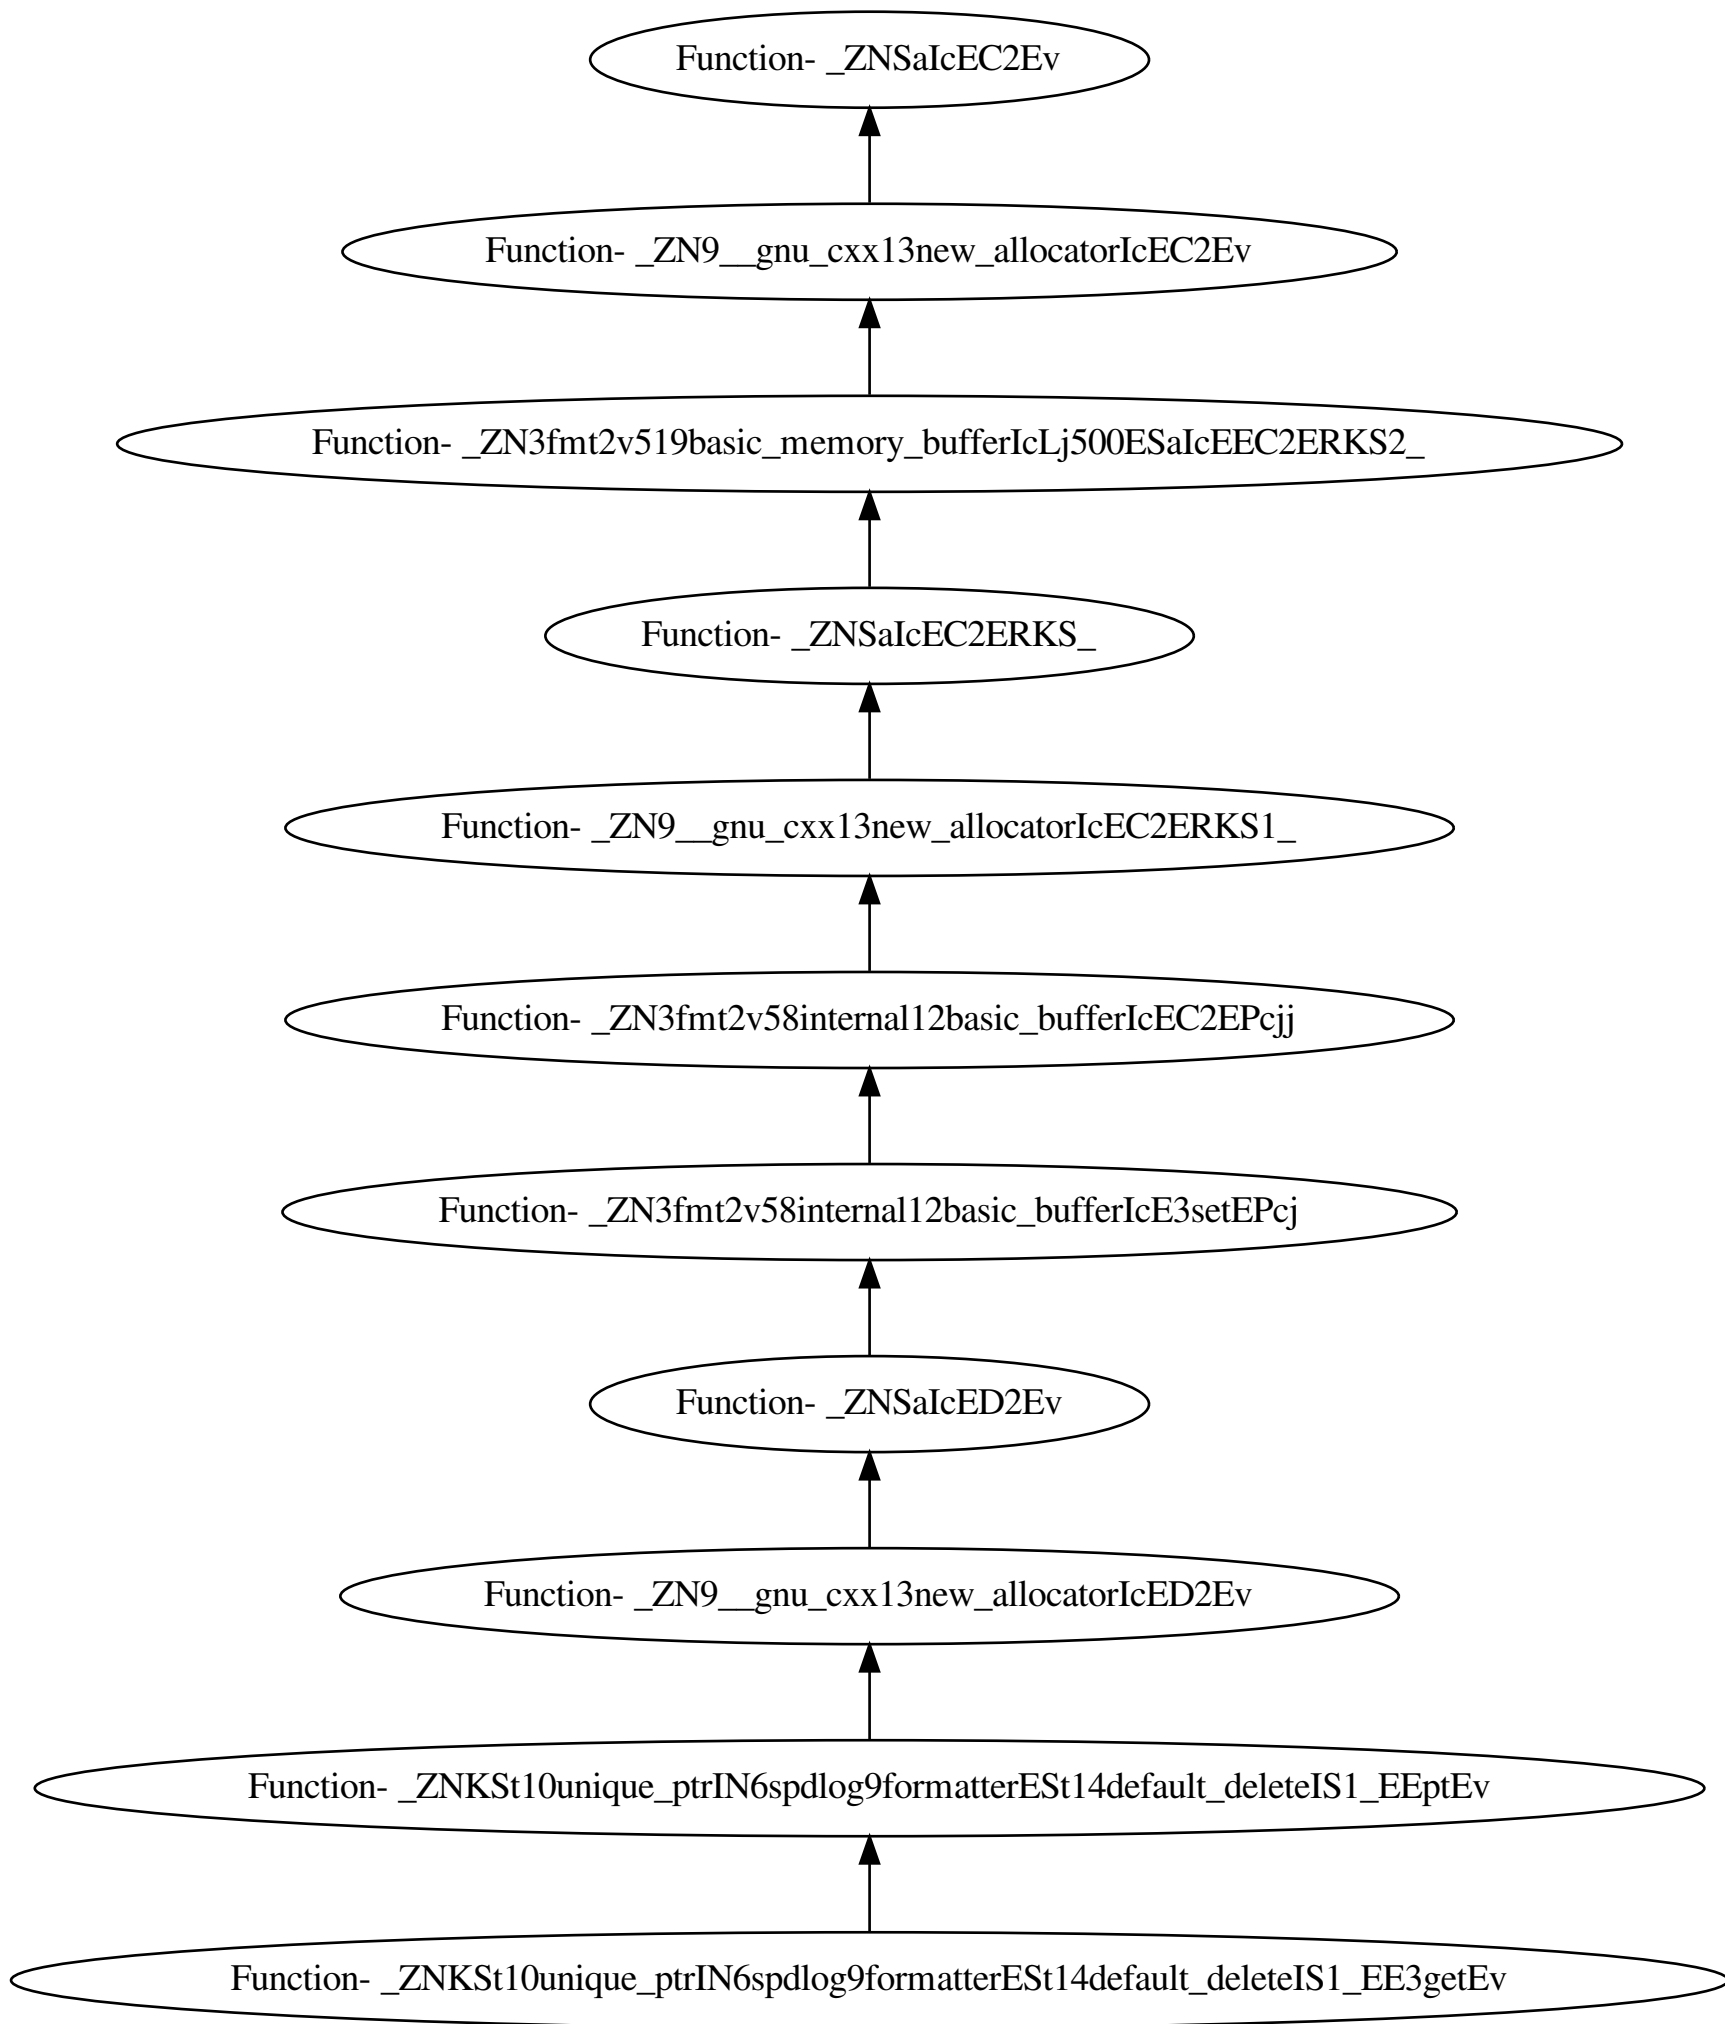 Function- _ZNSaIcEC2Ev
Function- _ZN9__gnu_cxx13new_allocatorIcEC2Ev
Function- _ZN3fmt2v519basic_memory_bufferIcLj500ESaIcEEC2ERKS2_
Function- _ZNSaIcEC2ERKS_
Function- _ZN9__gnu_cxx13new_allocatorIcEC2ERKS1_
Function- _ZN3fmt2v58internal12basic_bufferIcEC2EPcjj
Function- _ZN3fmt2v58internal12basic_bufferIcE3setEPcj
Function- _ZNSaIcED2Ev
Function- _ZN9__gnu_cxx13new_allocatorIcED2Ev
Function- _ZNKSt10unique_ptrIN6spdlog9formatterESt14default_deleteIS1_EEptEv
Function- _ZNKSt10unique_ptrIN6spdlog9formatterESt14default_deleteIS1_EE3getEv